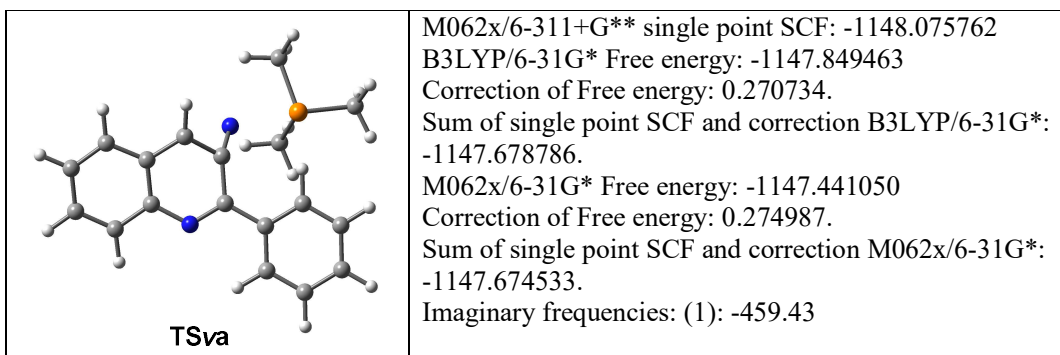 M062x/6-311+G** single point SCF: -1148.075762
B3LYP/6-31G* Free energy: -1147.849463
Correction of Free energy: 0.270734.
Sum of single point SCF and correction B3LYP/6-31G*:
-1147.678786.
M062x/6-31G* Free energy: -1147.441050
Correction of Free energy: 0.274987.
Sum of single point SCF and correction M062x/6-31G*:
-1147.674533.
Imaginary frequencies: (1): -459.43
TSva